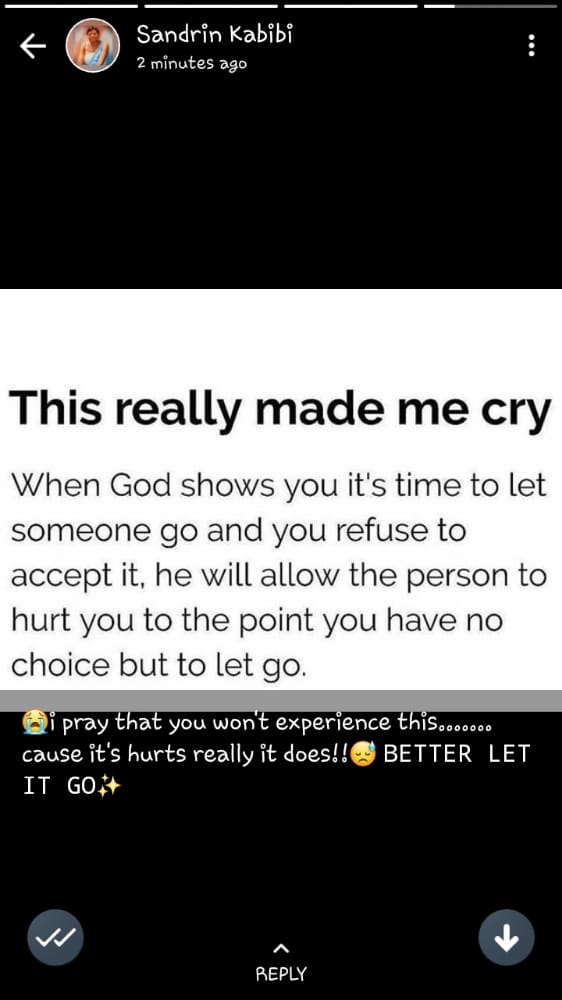 Sandrin Kabibi
2 minutes ago
This really made me cry
When God shows you it's time to let
someone go and you refuse to
accept it, he will allow the person to
hurt you to the point you have no
choice but to let go.
😭i pray that you won't experience this.......
cause it's hurts really it does!!😓 BETTER LET
IT GO✨
REPLY